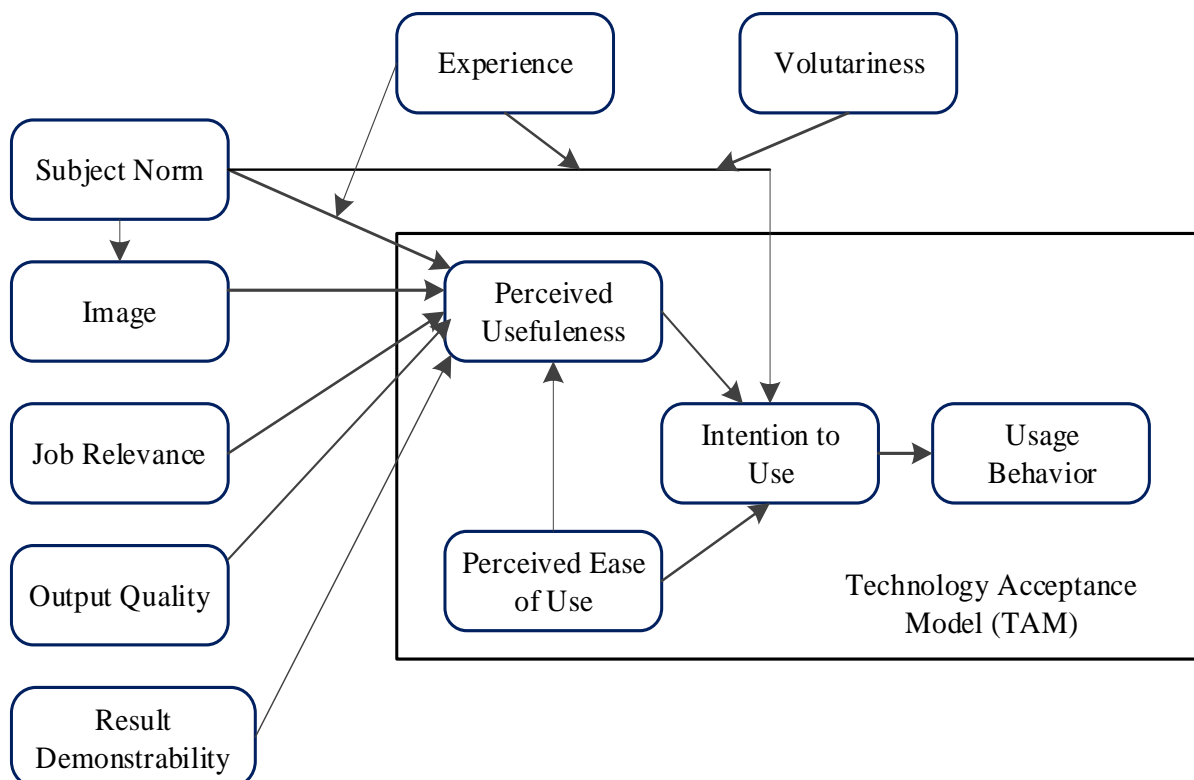 Experience
Volutariness
Subject Norm
Image
Perceived
Usefuleness
Job Relevance
Intention to
Use
Usage
Behavior
Output Quality
Perceived Ease
of Use
Technology Acceptance
Model (TAM)
Result
Demonstrability